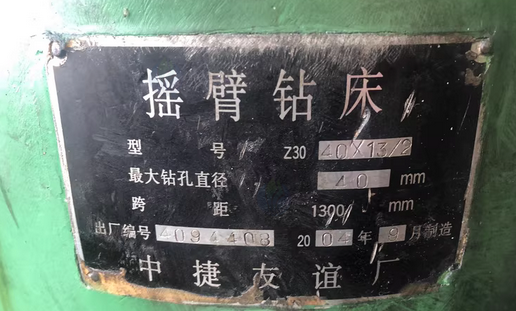 摇臂钻床
型号 Z3040X13/2
最大钻孔直径 40 mm
跨距 1300 mm
出厂编号 4094408 2004年9月制造
中捷友谊厂